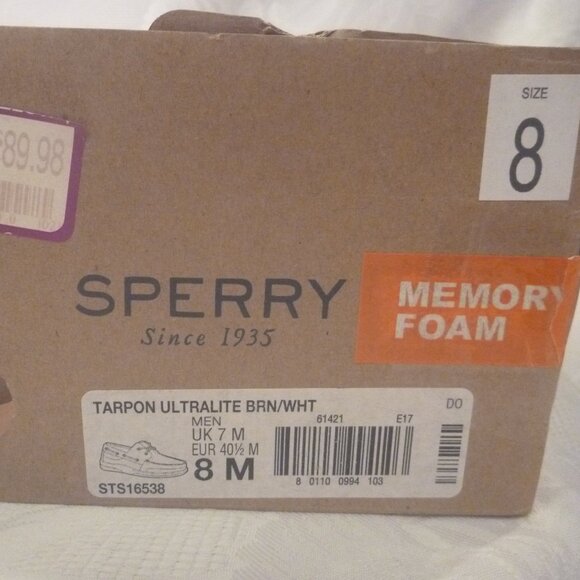 89.98
SIZE
8
SPERRY
Since 1935
MEMORY
FOAM
TARPON ULTRALITE BRN/WHT
DO
MEN
61421
E17
UK 7 M
EUR 40½ M
8 M
8 0110 0994 103
STS16538